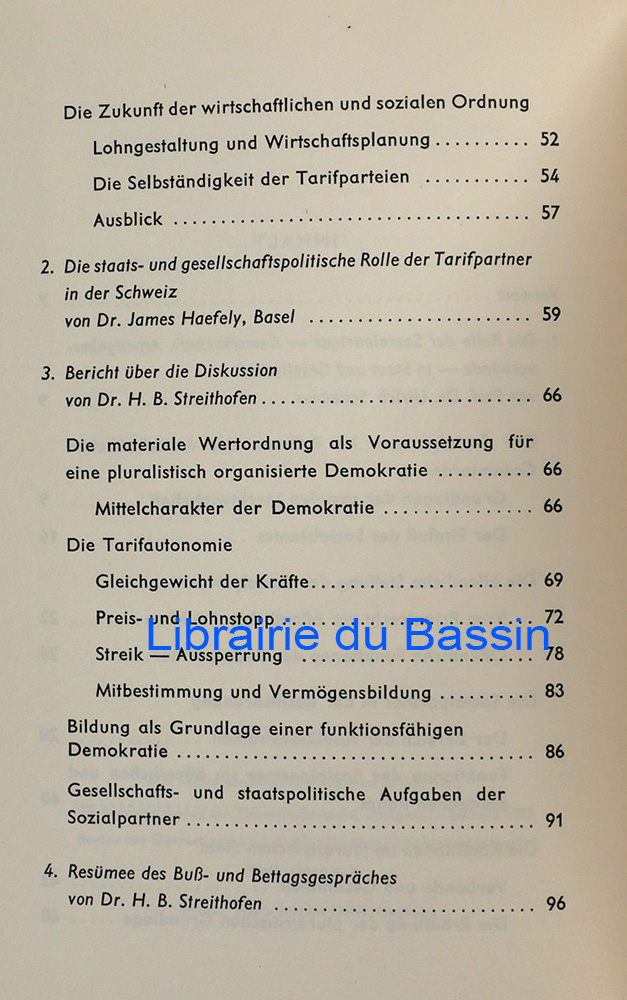 Die Zukunft der wirtschaftlichen und sozialen Ordnung
Lohngestaltung und Wirtschaftsplanung .......... 52
Die Selbständigkeit der Tarifparteien ........... 54
Ausblick .................................... 57
2. Die staats- und gesellschaftspolitische Rolle der Tarifpartner
in der Schweiz
von Dr. James Haefely, Basel ....................... 59
3. Bericht über die Diskussion
von Dr. H. B. Streithofen ............................ 66
Die materiale Wertordnung als Voraussetzung für
eine pluralistisch organisierte Demokratie .......... 66
Mittelcharakter der Demokratie ............... 66
Die Tarifautonomie
Gleichgewicht der Kräfte....................... 69
Preis- und Lohnstopp .......................... 72
Librairie du Bassin
Streik — Aussperrung ........................ 78
Mitbestimmung und Vermögensbildung .......... 83
Bildung als Grundlage einer funktionsfähigen
Demokratie .................................... 86
Gesellschafts- und staatspolitische Aufgaben der
Sozialpartner ................................... 91
4. Resümee des Buß- und Bettagsgespräches
von Dr. H. B. Streithofen .......................... 96